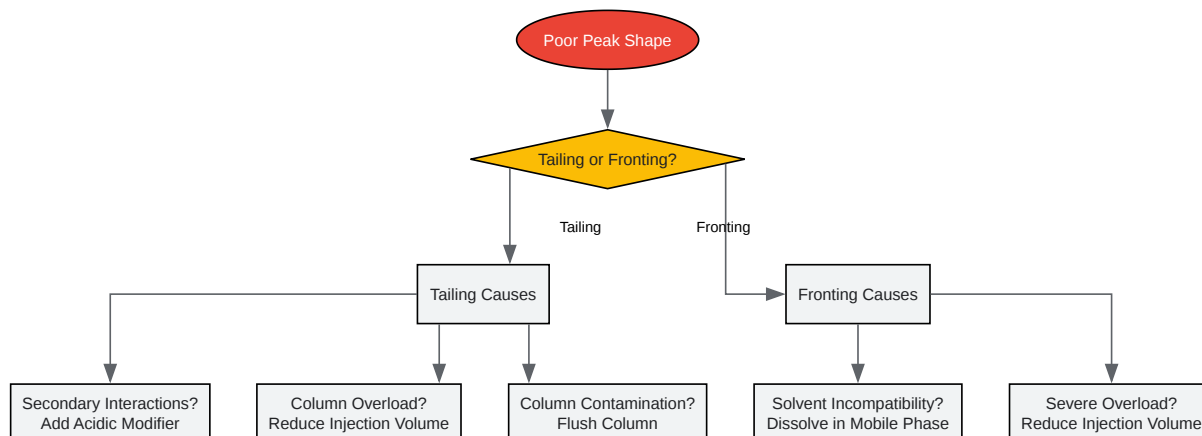 Poor Peak Shape
Tailing or Fronting?
Tailing
Fronting
Tailing Causes
Fronting Causes
Secondary Interactions?
Add Acidic Modifier
Column Overload?
Reduce Injection Volume
Column Contamination?
Flush Column
Solvent Incompatibility?
Dissolve in Mobile Phase
Severe Overload?
Reduce Injection Volume